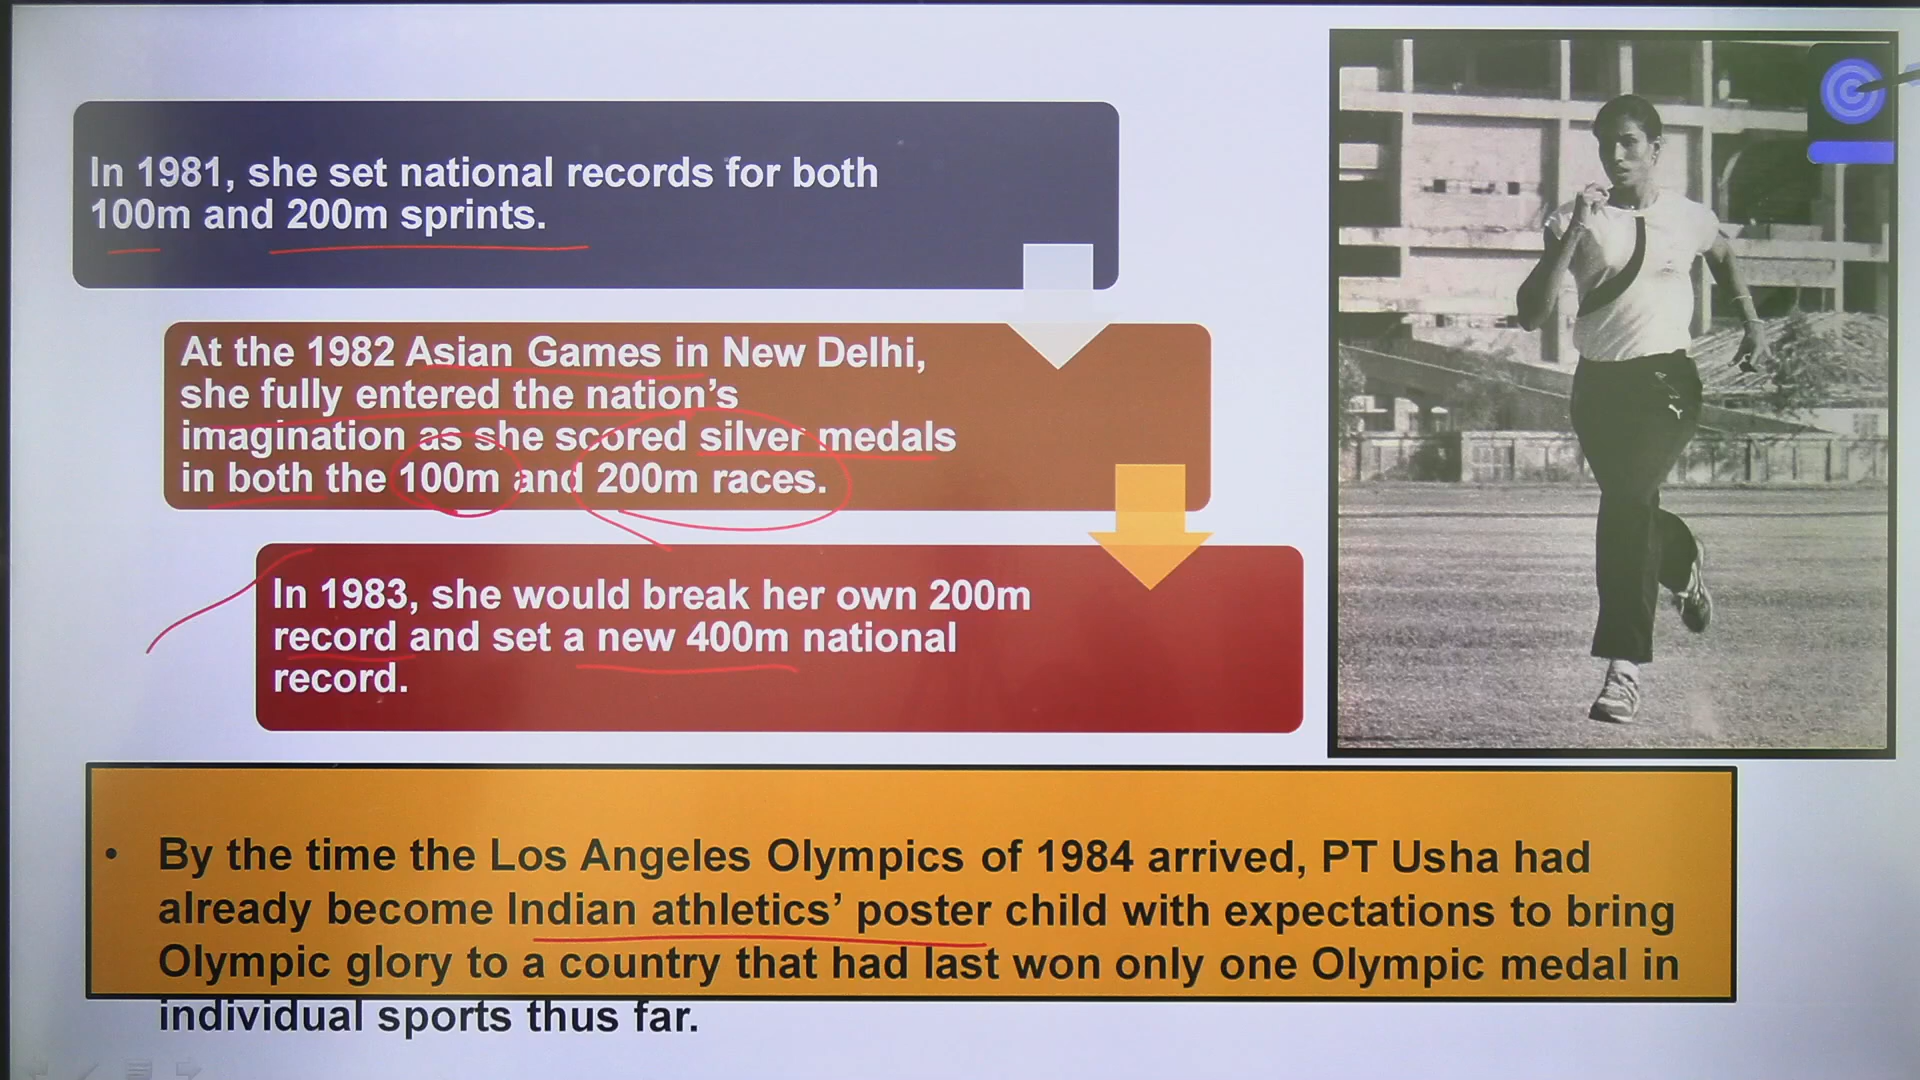 In 1981, she set national records for both
100m and 200m sprints.
At the 1982 Asian Games in New Delhi,
she fully entered the nation’s
imagination as she scored silver medals
in both the 100m and 200m races.
In 1983, she would break her own 200m
record and set a new 400m national
record.
• By the time the Los Angeles Olympics of 1984 arrived, PT Usha had
already become Indian athletics’ poster child with expectations to bring
Olympic glory to a country that had last won only one Olympic medal in
individual sports thus far.